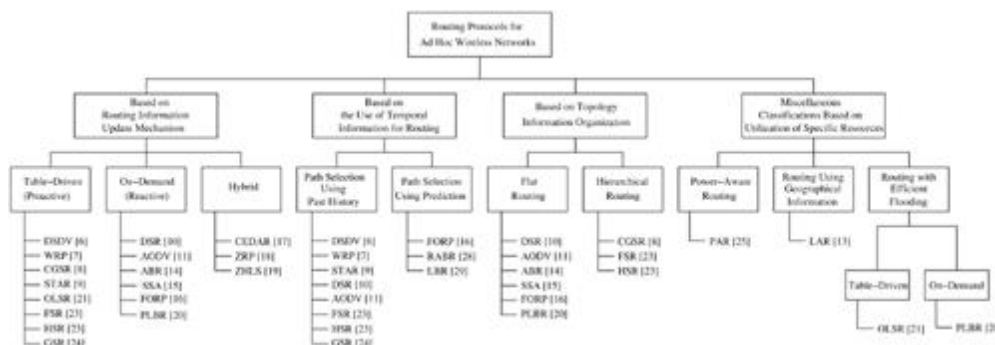 Routing Protocols for
Ad Hoc Wireless Networks
Based on
Routing Information
Update Mechanism
Based on
the Use of Temporal
Information for Routing
Based on Topology
Information Organization
Miscellaneous
Classifications Based on
Utilization of Specific Resources
Table-Driven
(Proactive)
On-Demand
(Reactive)
Hybrid
Path Selection
Using
Past History
Path Selection
Using Prediction
Flat
Routing
Hierarchical
Routing
Power-Aware
Routing
Routing Using
Geographical
Information
Routing with
Efficient
Flooding
DSDV [6]
WRP [7]
CGSR [8]
STAR [9]
OLSR [21]
FSR [23]
HSR [23]
GSR [24]
DSR [10]
AODV [11]
ABR [14]
SSA [15]
FORP [16]
PLBR [20]
CEDAR [17]
ZRP [18]
ZHLS [19]
DSDV [6]
WRP [7]
STAR [9]
DSR [10]
AODV [11]
FSR [23]
HSR [23]
GSR [24]
FORP [16]
RABR [28]
LBR [29]
DSR [10]
AODV [11]
ABR [14]
SSA [15]
FORP [16]
PLBR [20]
CGSR [8]
FSR [23]
HSR [23]
PAR [25]
LAR [13]
Table-Driven
On-Demand
OLSR [21]
PLBR [2